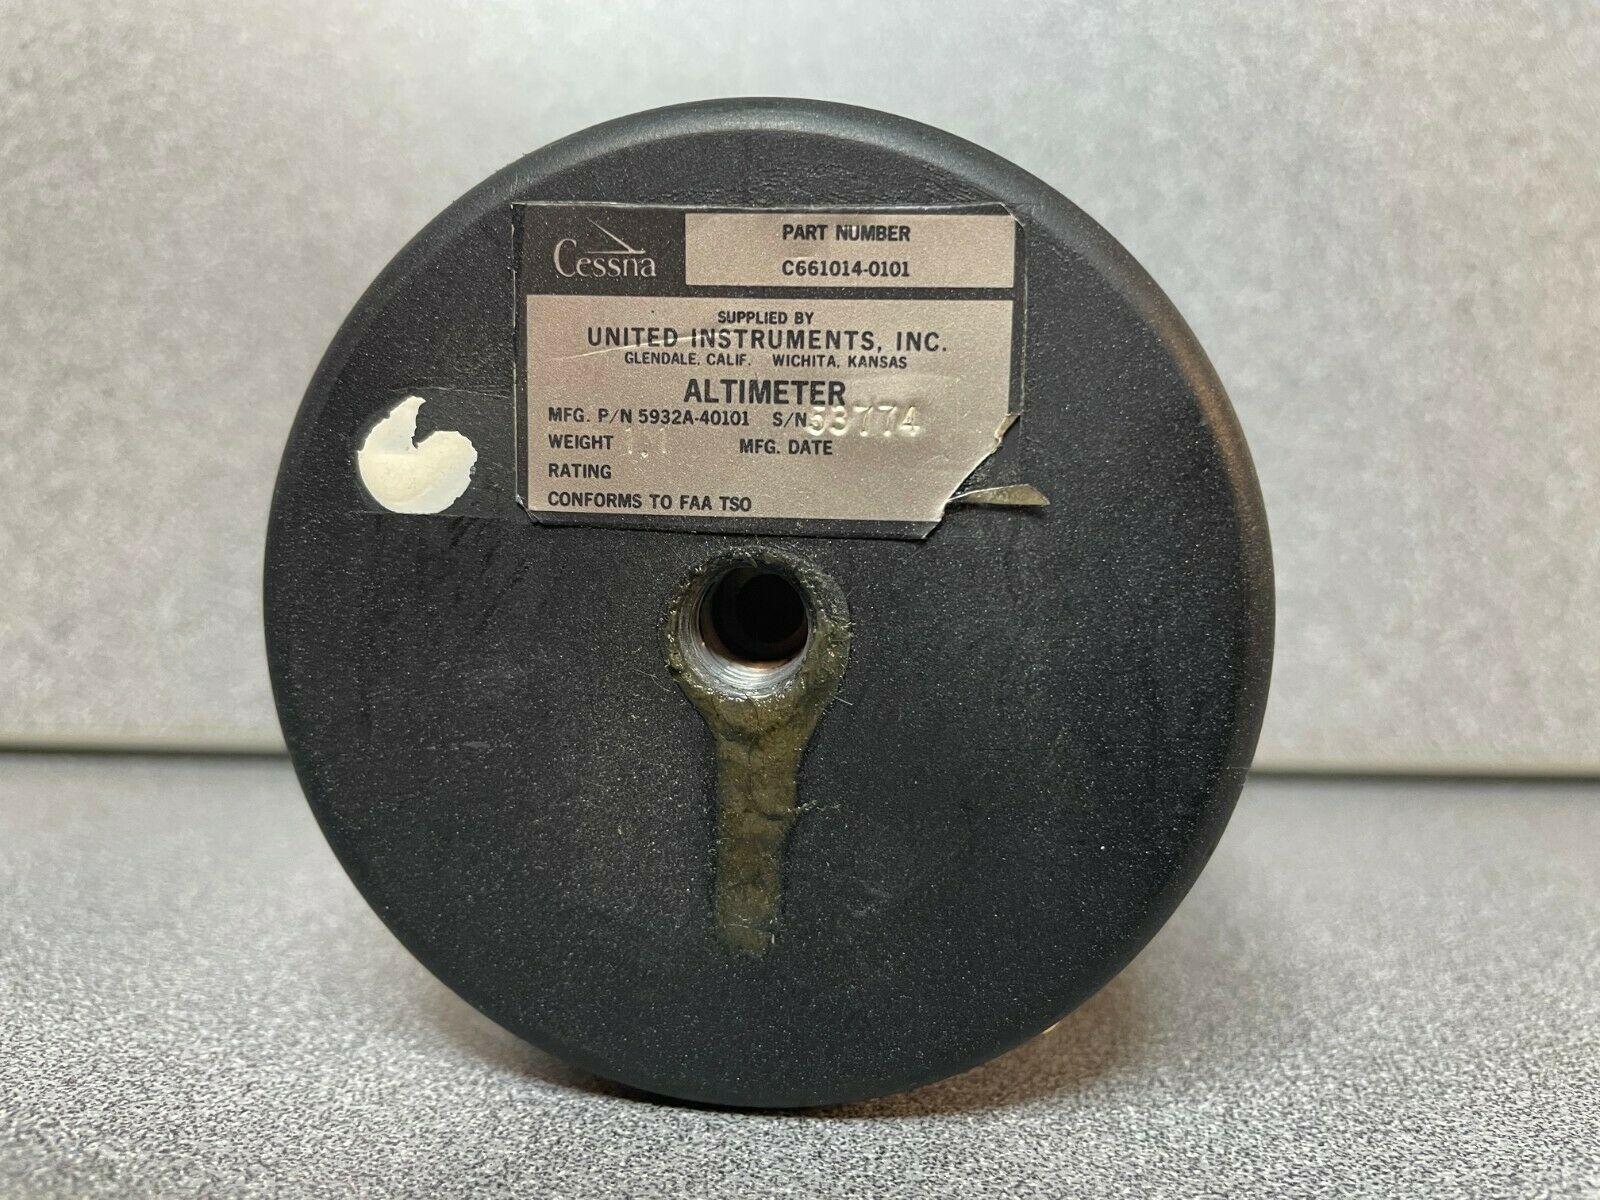 Cessna
PART NUMBER
C661014-0101
SUPPLIED BY
UNITED INSTRUMENTS, INC.
GLENDALE, CALIF. WICHITA, KANSAS
ALTIMETER
MFG. P/N 5932A-40101 S/N 53774
WEIGHT 1.1 MFG. DATE
RATING
CONFORMS TO FAA TSO